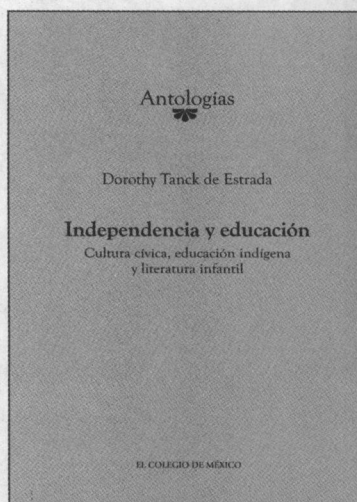 Antologías
Dorothy Tanck de Estrada
Independencia y educación
Cultura cívica, educación indígena
y literatura infantil
EL COLEGIO DE MÉXICO